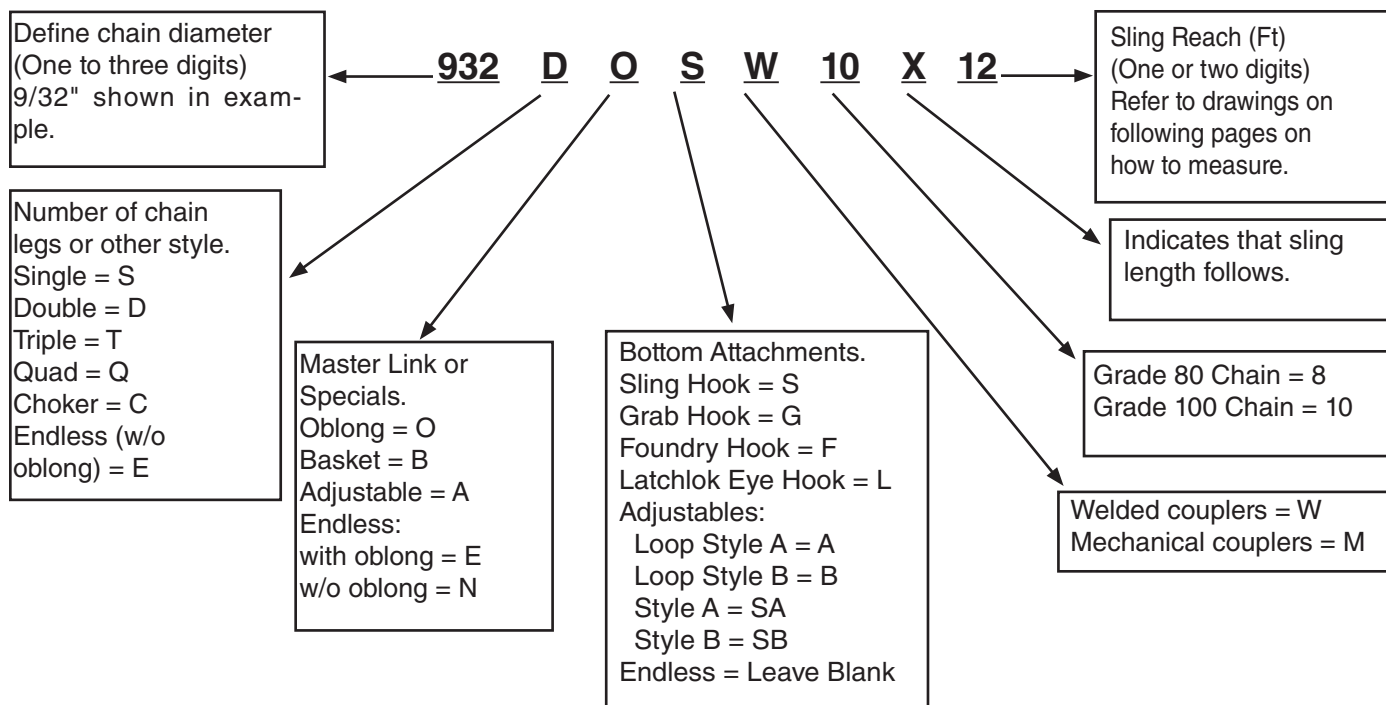 Define chain diameter
(One to three digits)
9/32" shown in exam-
ple.
932 D O S W 10 X 12
Sling Reach (Ft)
(One or two digits)
Refer to drawings on
following pages on
how to measure.
Number of chain
legs or other style.
Single = S
Double = D
Triple = T
Quad = Q
Choker = C
Endless (w/o
oblong) = E
Master Link or
Specials.
Oblong = O
Basket = B
Adjustable = A
Endless:
with oblong = E
w/o oblong = N
Bottom Attachments.
Sling Hook = S
Grab Hook = G
Foundry Hook = F
Latchlok Eye Hook = L
Adjustables:
Loop Style A = A
Loop Style B = B
Style A = SA
Style B = SB
Endless = Leave Blank
Indicates that sling
length follows.
Grade 80 Chain = 8
Grade 100 Chain = 10
Welded couplers = W
Mechanical couplers = M